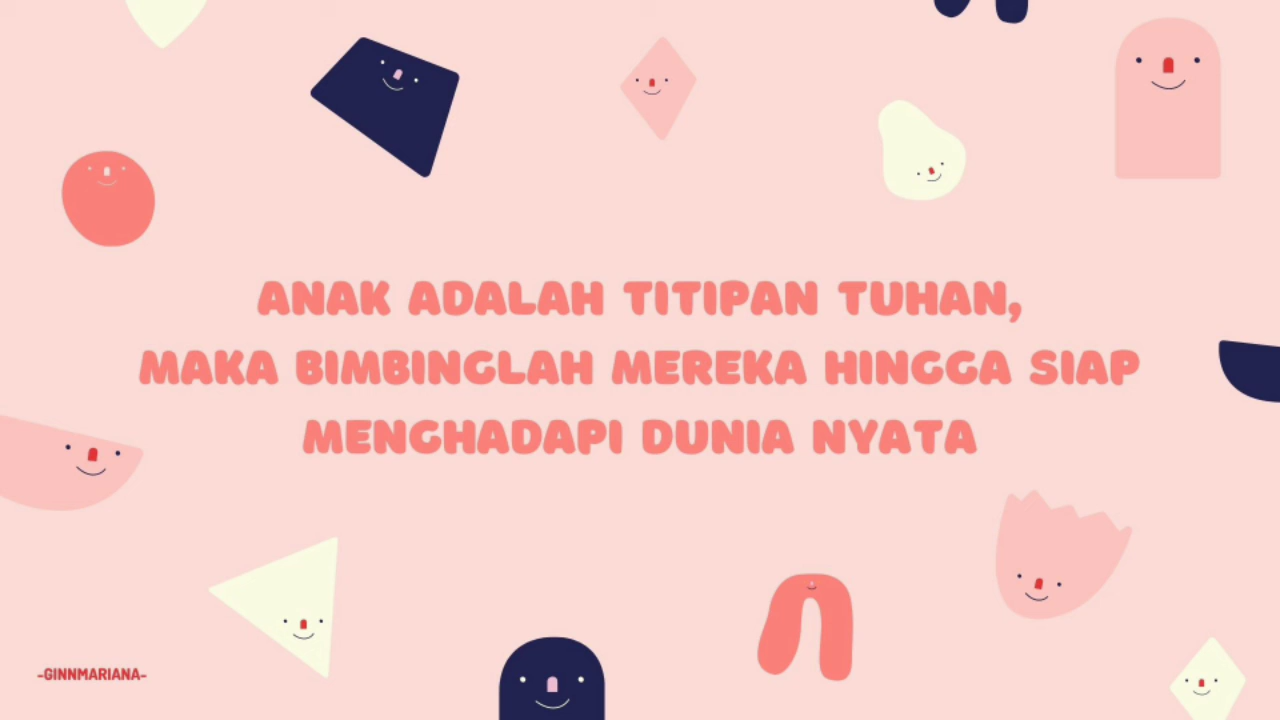 ANAK ADALAH TITIPAN TUHAN,
MAKA BIMBINGLAH MEREKA HINGGA SIAP
MENGHADAPI DUNIA NYATA
-GINNMARIANA-